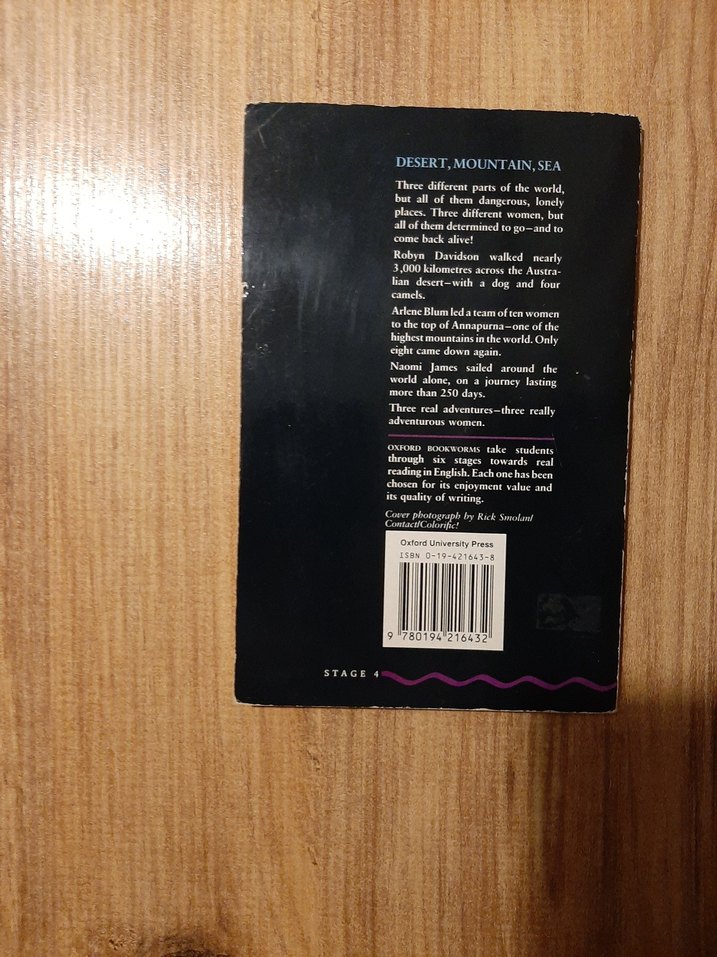 DESERT, MOUNTAIN, SEA
Three different parts of the world,
but all of them dangerous, lonely
places. Three different women, but
all of them determined to go—and to
come back alive!
Robyn Davidson walked nearly
3,000 kilometres across the Austra-
lian desert—with a dog and four
camels.
Arlene Blum led a team of ten women
to the top of Annapurna—one of the
highest mountains in the world. Only
eight came down again.
Naomi James sailed around the
world alone, on a journey lasting
more than 250 days.
Three real adventures—three really
adventurous women.
OXFORD BOOKWORMS take students
through six stages towards real
reading in English. Each one has been
chosen for its enjoyment value and
its quality of writing.
Cover photograph by Rick Smolan/
Contact/Colorific!
Oxford University Press
ISBN 0-19-421643-8
9 780194 216432
STAGE 4